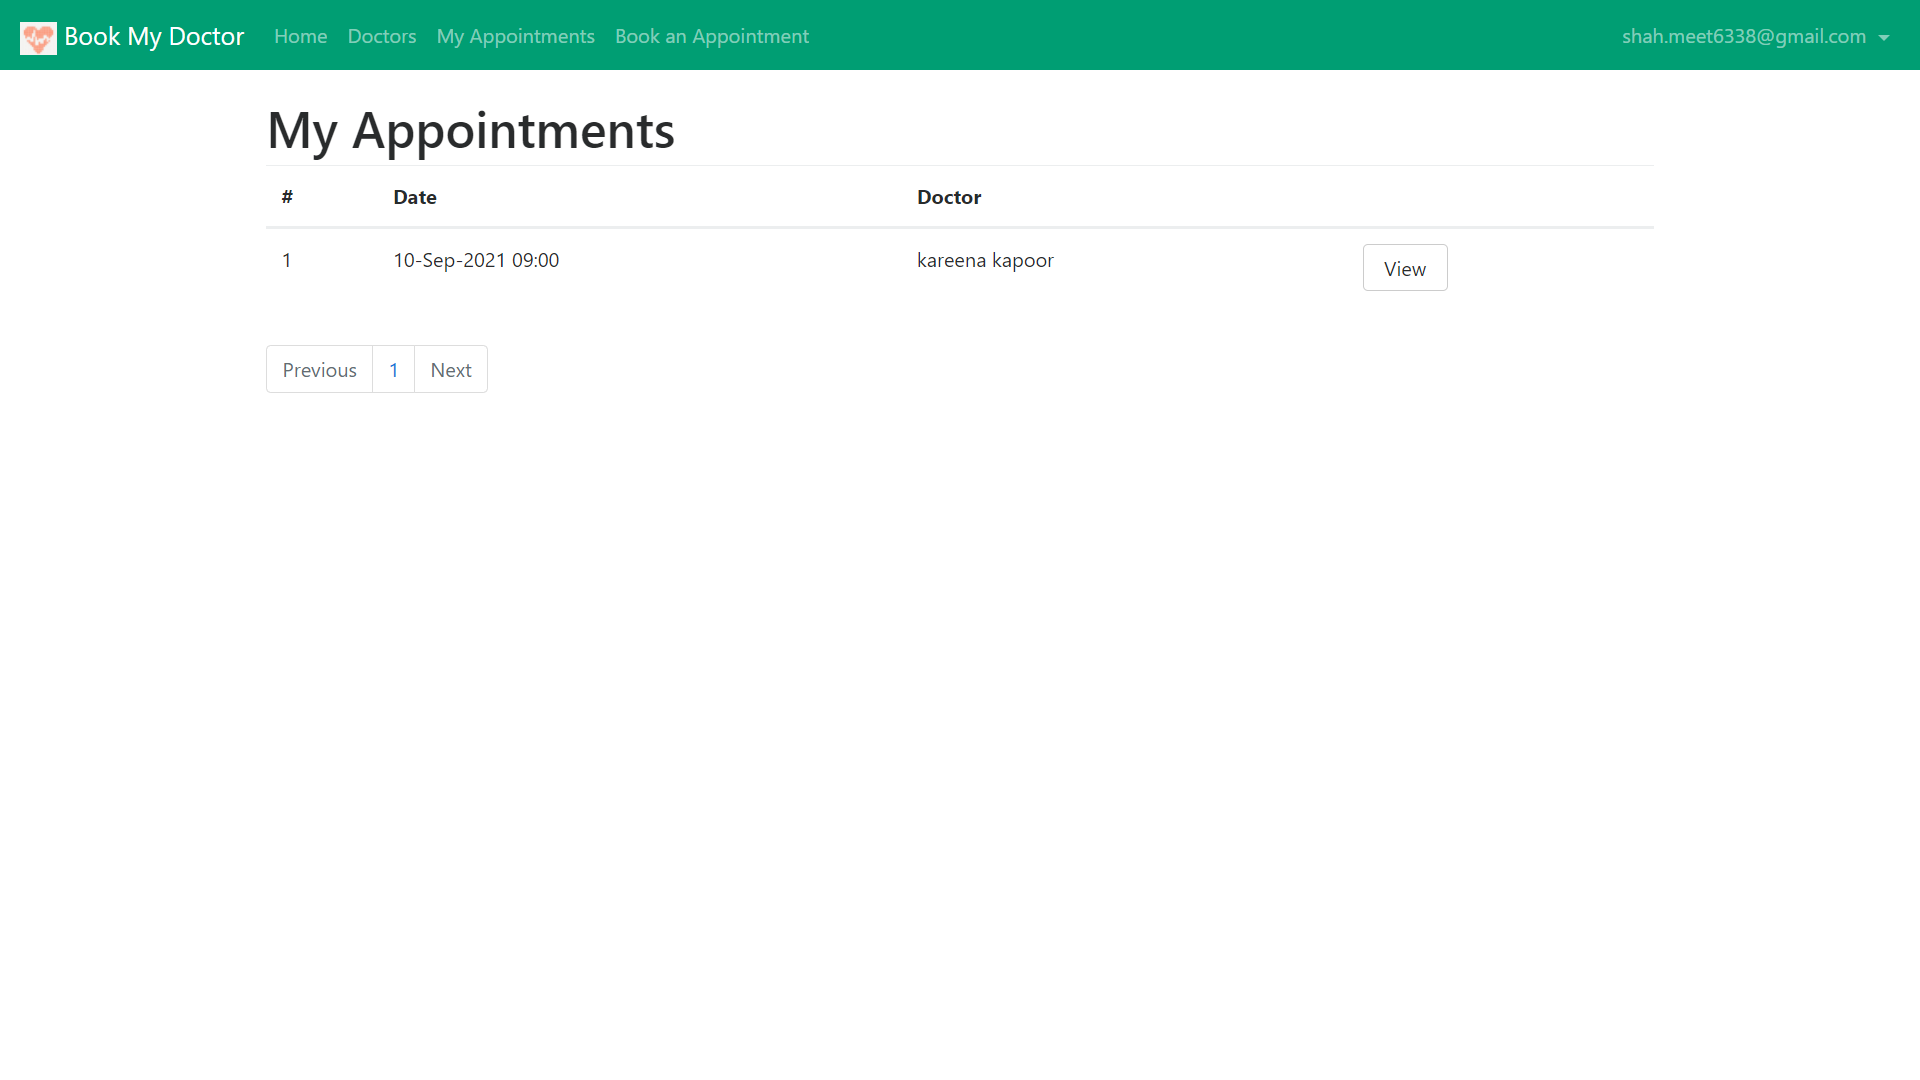 Book My Doctor Home Doctors My Appointments Book an Appointment shah.meet6338@gmail.com
My Appointments
# Date Doctor
1 10-Sep-2021 09:00 kareena kapoor View
Previous 1 Next